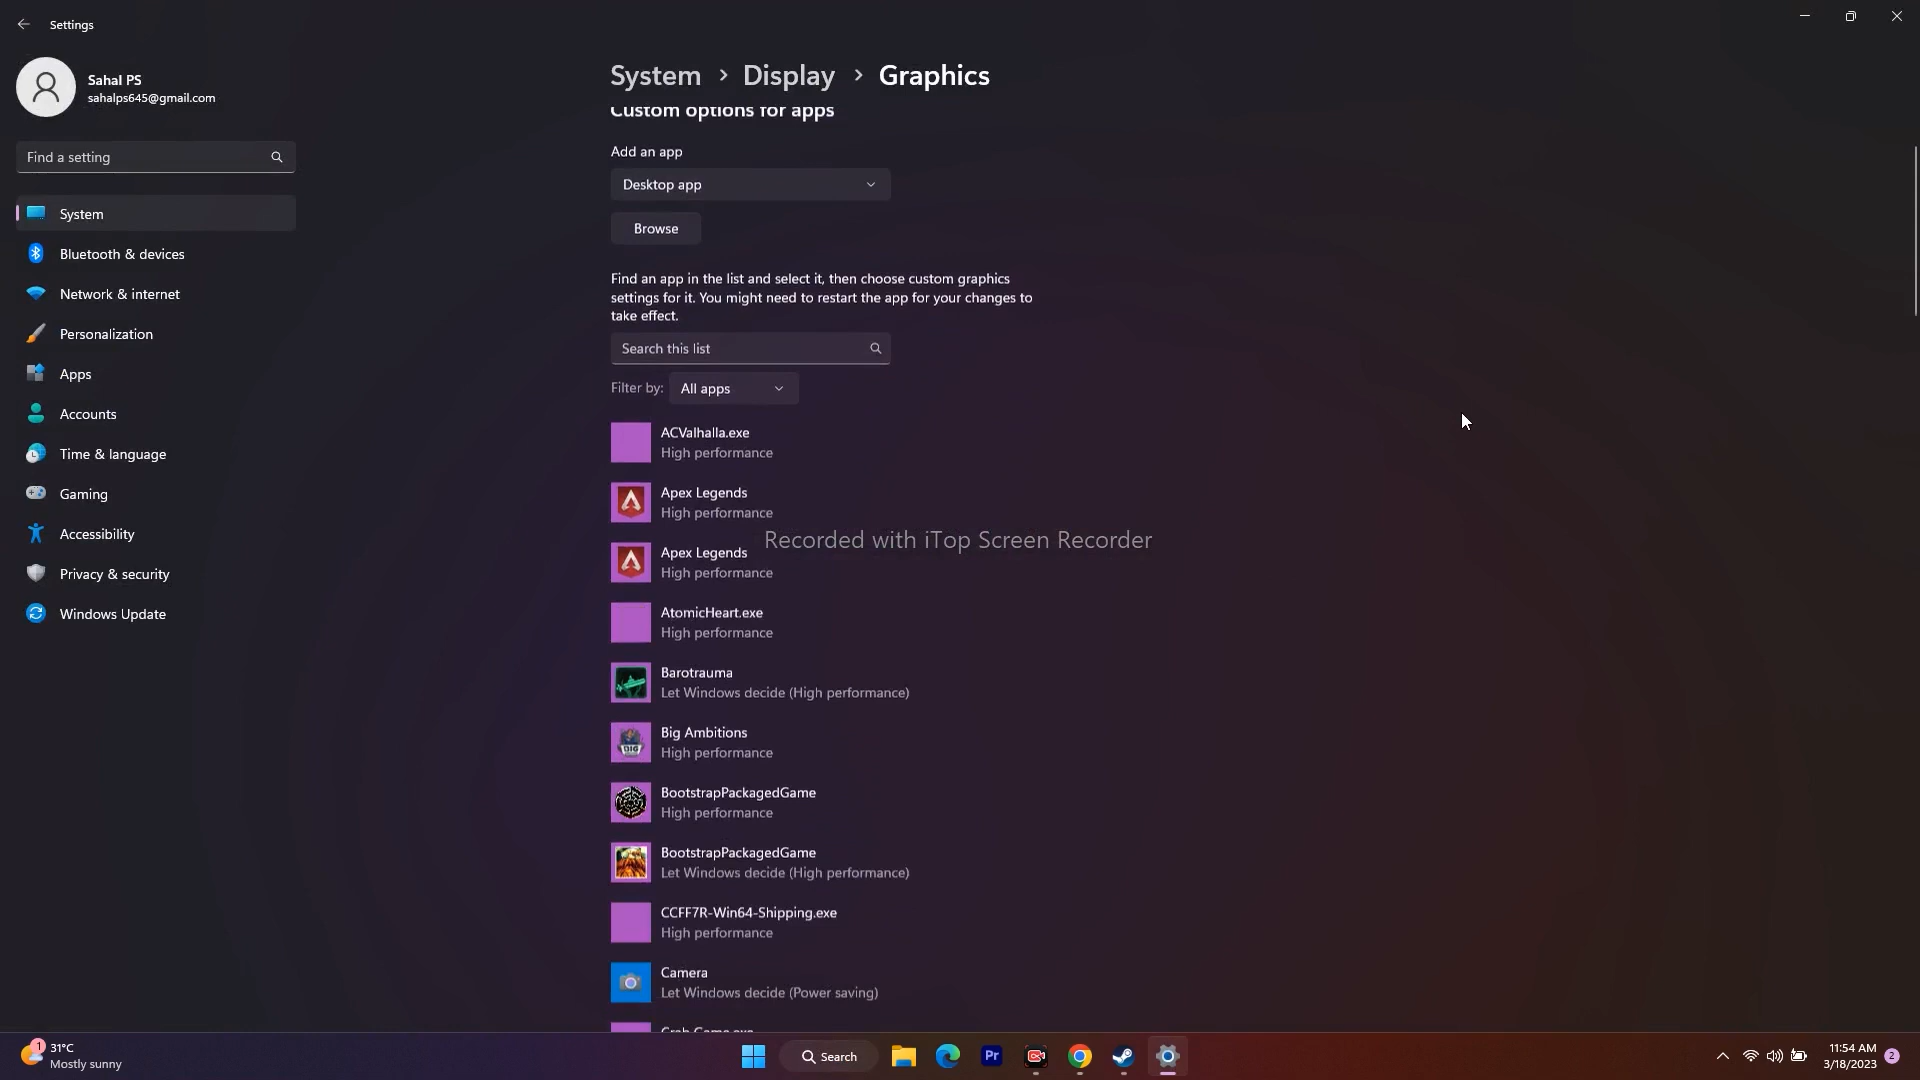 Settings
Sahal PS
sahalps645@gmail.com
Find a setting
System
Bluetooth & devices
Network & internet
Personalization
Apps
Accounts
Time & language
Gaming
Accessibility
Privacy & security
Windows Update
System > Display > Graphics
Custom options for apps
Add an app
Desktop app
Browse
Find an app in the list and select it, then choose custom graphics
settings for it. You might need to restart the app for your changes to
take effect.
Search this list
Filter by: All apps
ACValhalla.exe
High performance
Apex Legends
High performance
Recorded with iTop Screen Recorder
Apex Legends
High performance
AtomicHeart.exe
High performance
Barotrauma
Let Windows decide (High performance)
Big Ambitions
High performance
BIG
BootstrapPackagedGame
High performance
BootstrapPackagedGame
Let Windows decide (High performance)
CCFF7R-Win64-Shipping.exe
High performance
Camera
Let Windows decide (Power saving)
1
31°C
Mostly sunny
Search
Pr
11:54 AM
3/18/2023
2